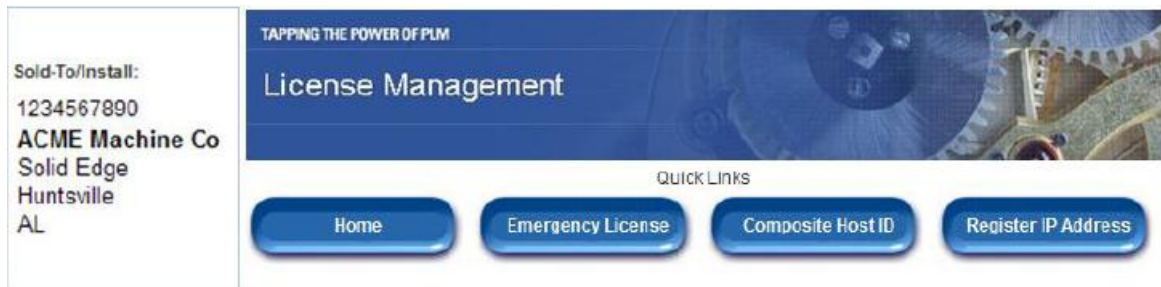 Sold-To/Install:
1234567890
ACME Machine Co
Solid Edge
Huntsville
AL
TAPPING THE POWER OF PLM
License Management
Quick Links
Home
Emergency License
Composite Host ID
Register IP Address